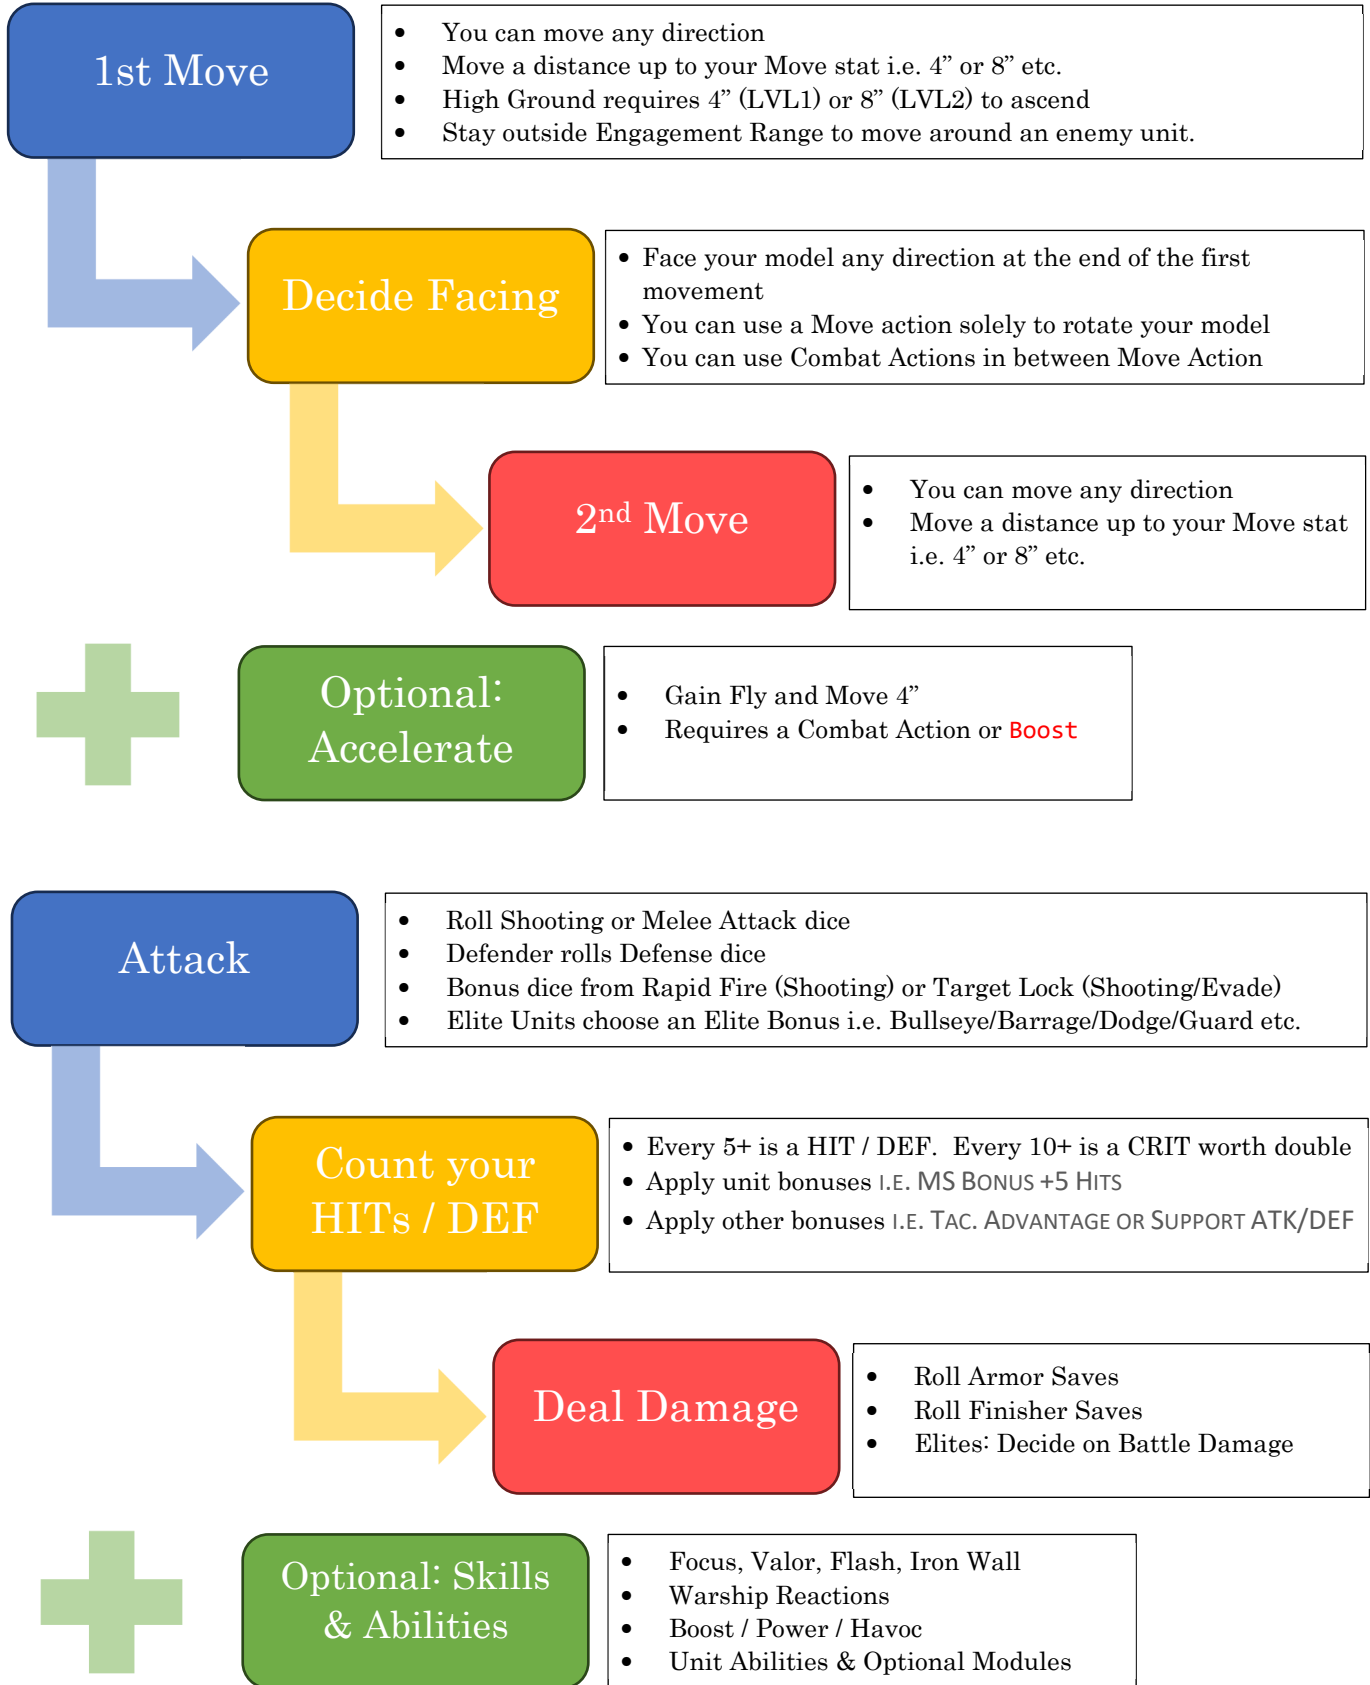 1st Move
• You can move any direction
• Move a distance up to your Move stat i.e. 4” or 8” etc.
• High Ground requires 4” (LVL1) or 8” (LVL2) to ascend
• Stay outside Engagement Range to move around an enemy unit.
Decide Facing
• Face your model any direction at the end of the first
movement
• You can use a Move action solely to rotate your model
• You can use Combat Actions in between Move Action
2nd Move
• You can move any direction
• Move a distance up to your Move stat
i.e. 4” or 8” etc.
Optional:
Accelerate
• Gain Fly and Move 4”
• Requires a Combat Action or Boost
Attack
• Roll Shooting or Melee Attack dice
• Defender rolls Defense dice
• Bonus dice from Rapid Fire (Shooting) or Target Lock (Shooting/Evade)
• Elite Units choose an Elite Bonus i.e. Bullseye/Barrage/Dodge/Guard etc.
Count your
HITs / DEF
• Every 5+ is a HIT / DEF.  Every 10+ is a CRIT worth double
• Apply unit bonuses I.E. MS BONUS +5 HITS
• Apply other bonuses I.E. TAC. ADVANTAGE OR SUPPORT ATK/DEF
Deal Damage
• Roll Armor Saves
• Roll Finisher Saves
• Elites: Decide on Battle Damage
Optional: Skills
& Abilities
• Focus, Valor, Flash, Iron Wall
• Warship Reactions
• Boost / Power / Havoc
• Unit Abilities & Optional Modules